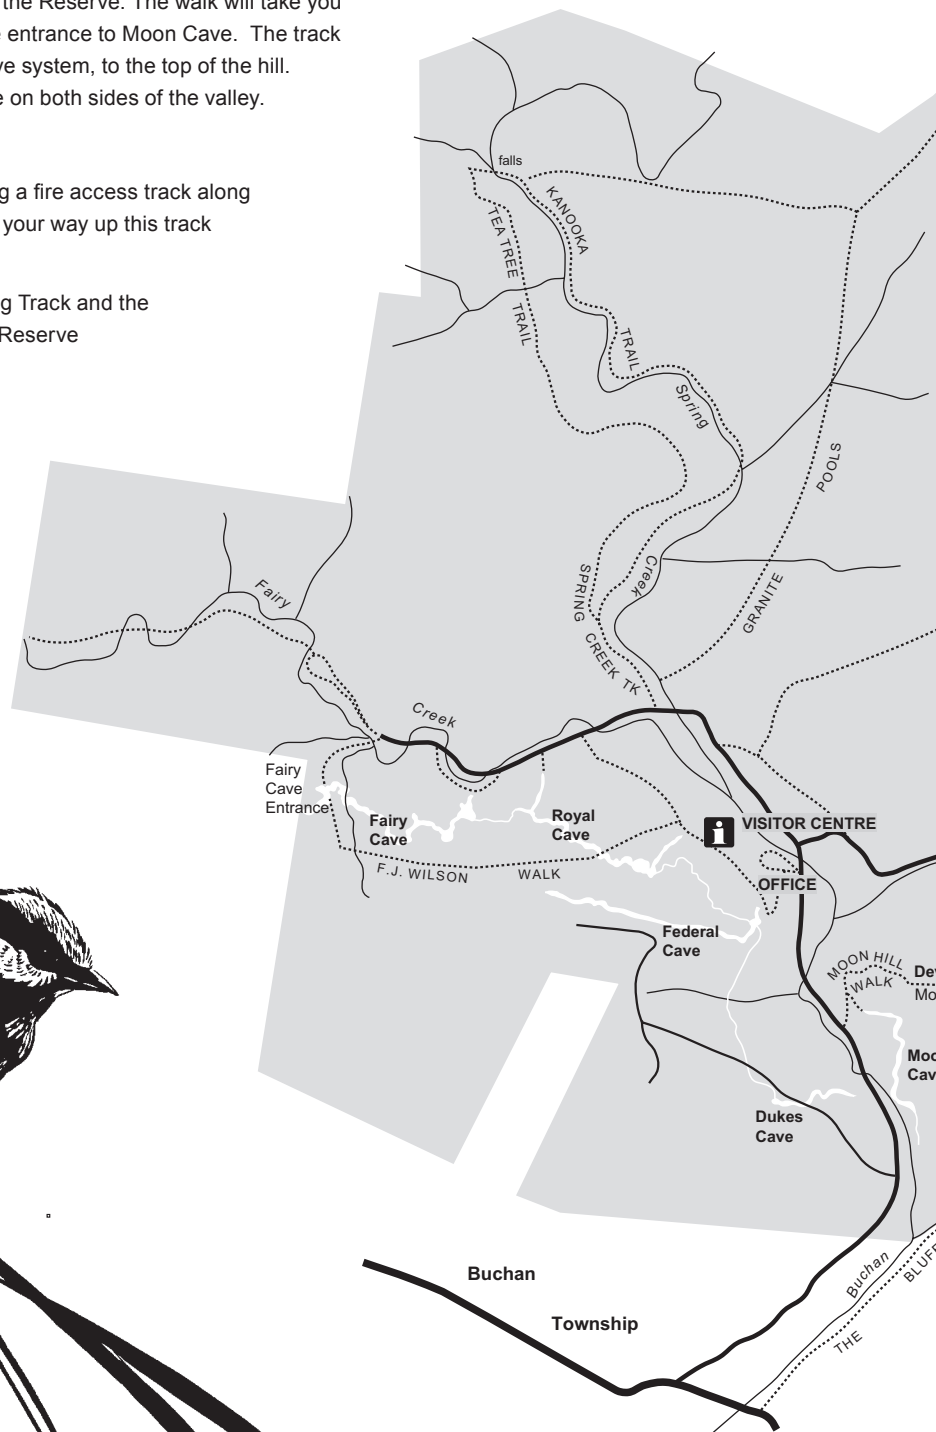 the Reserve. The walk will take you
entrance to Moon Cave. The track
system, to the top of the hill.
on both sides of the valley.
a fire access track along
your way up this track
Track and the
Reserve
falls
KANOOKA
TRAIL
TEA TREE
TRAIL
Spring
Creek
POOLS
GRANITE
SPRING CREEK TK
Fairy
Creek
Fairy
Cave
Entrance
Fairy
Cave
Royal
Cave
F.J. WILSON WALK
i VISITOR CENTRE
OFFICE
Federal
Cave
MOON HILL
WALK
Dukes
Cave
Buchan
THE
Buchan
Township